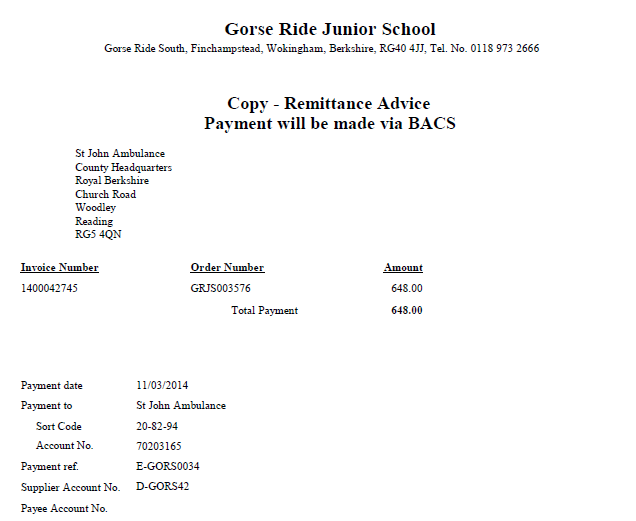 Gorse Ride Junior School
Gorse Ride South, Finchampstead, Wokingham, Berkshire, RG40 4JJ, Tel. No. 0118 973 2666
Copy - Remittance Advice
Payment will be made via BACS
St John Ambulance
County Headquarters
Royal Berkshire
Church Road
Woodley
Reading
RG5 4QN
Invoice Number Order Number Amount
1400042745 GRJS003576 648.00
Total Payment 648.00
Payment date 11/03/2014
Payment to St John Ambulance
Sort Code 20-82-94
Account No. 70203165
Payment ref. E-GORS0034
Supplier Account No. D-GORS42
Payee Account No.